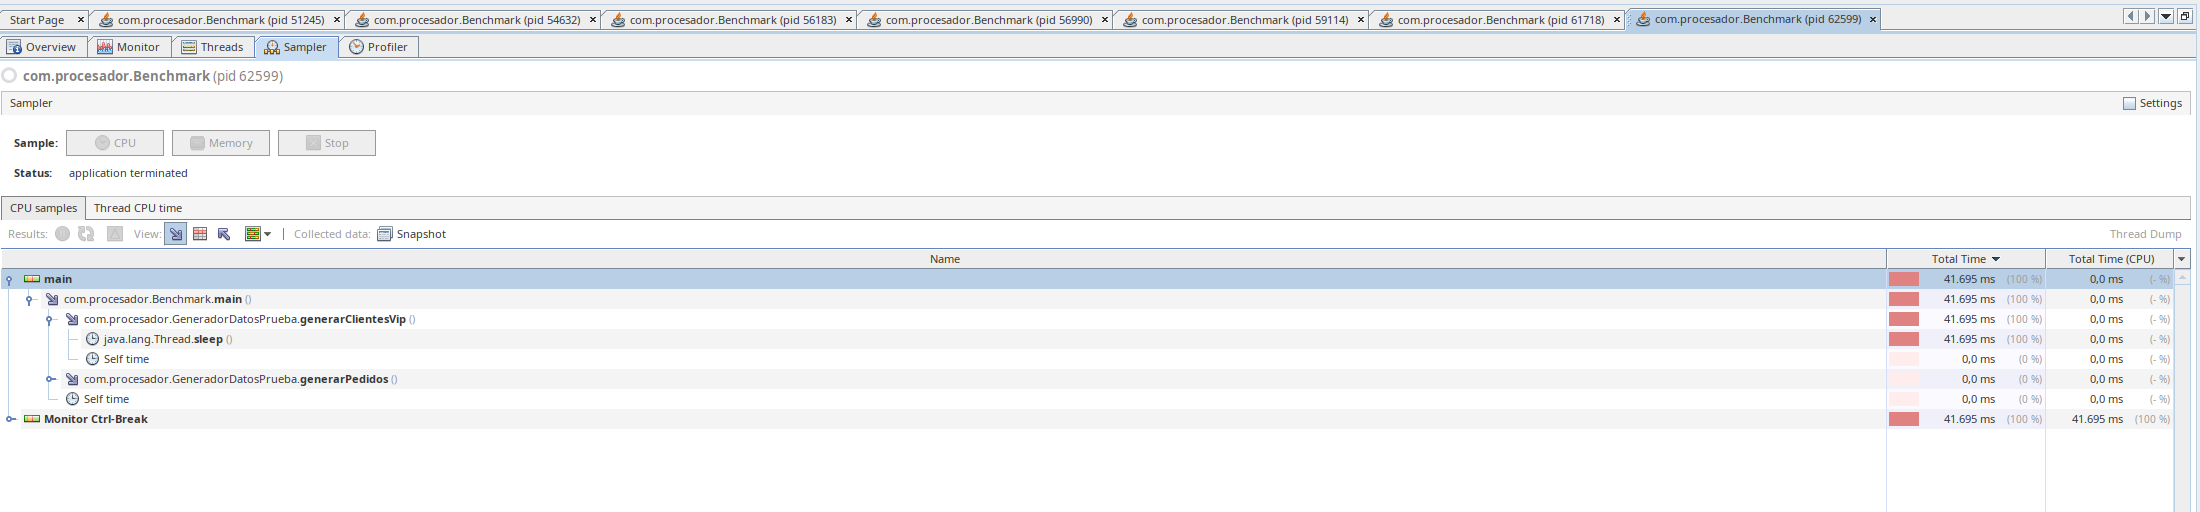 Start Page com.procesador.Benchmark (pid 51245) com.procesador.Benchmark (pid 54632) com.procesador.Benchmark (pid 56183) com.procesador.Benchmark (pid 56990) com.procesador.Benchmark (pid 59114) com.procesador.Benchmark (pid 61718) com.procesador.Benchmark (pid 62599)
Overview Monitor Threads Sampler Profiler
com.procesador.Benchmark (pid 62599)
Sampler Settings
Sample: CPU Memory Stop
Status: application terminated
CPU samples Thread CPU time
Results: View: Collected data: Snapshot Thread Dump
Name Total Time Total Time (CPU)
main 41.695 ms (100 %) 0,0 ms (- %)
com.procesador.Benchmark.main () 41.695 ms (100 %) 0,0 ms (- %)
com.procesador.GeneradorDatosPrueba.generarClientesVip () 41.695 ms (100 %) 0,0 ms (- %)
java.lang.Thread.sleep () 41.695 ms (100 %) 0,0 ms (- %)
Self time 0,0 ms (0 %) 0,0 ms (- %)
com.procesador.GeneradorDatosPrueba.generarPedidos () 0,0 ms (0 %) 0,0 ms (- %)
Self time 0,0 ms (0 %) 0,0 ms (- %)
Monitor Ctrl-Break 41.695 ms (100 %) 41.695 ms (100 %)